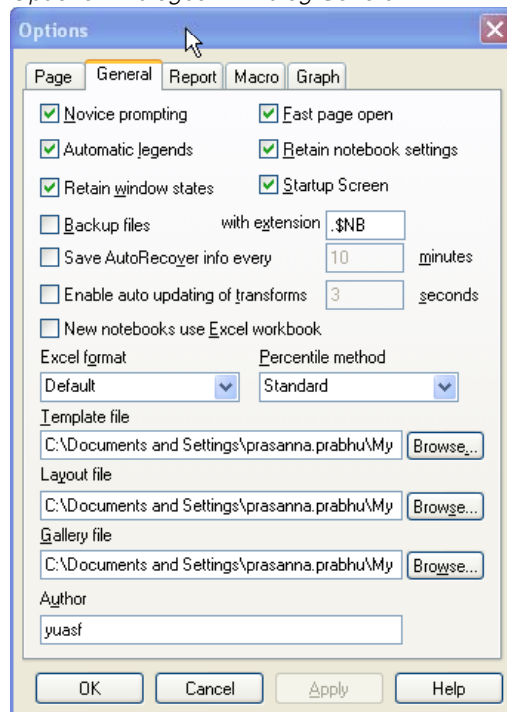 Options
Page General Report Macro Graph
Novice prompting Fast page open
Automatic legends Retain notebook settings
Retain window states Startup Screen
Backup files with extension .$NB
Save AutoRecover info every 10 minutes
Enable auto updating of transforms 3 seconds
New notebooks use Excel workbook
Excel format Percentile method
Default Standard
Template file
C:\Documents and Settings\prasanna.prabhu\My Browse...
Layout file
C:\Documents and Settings\prasanna.prabhu\My Browse...
Gallery file
C:\Documents and Settings\prasanna.prabhu\My Browse...
Author
yuasf
OK Cancel Apply Help